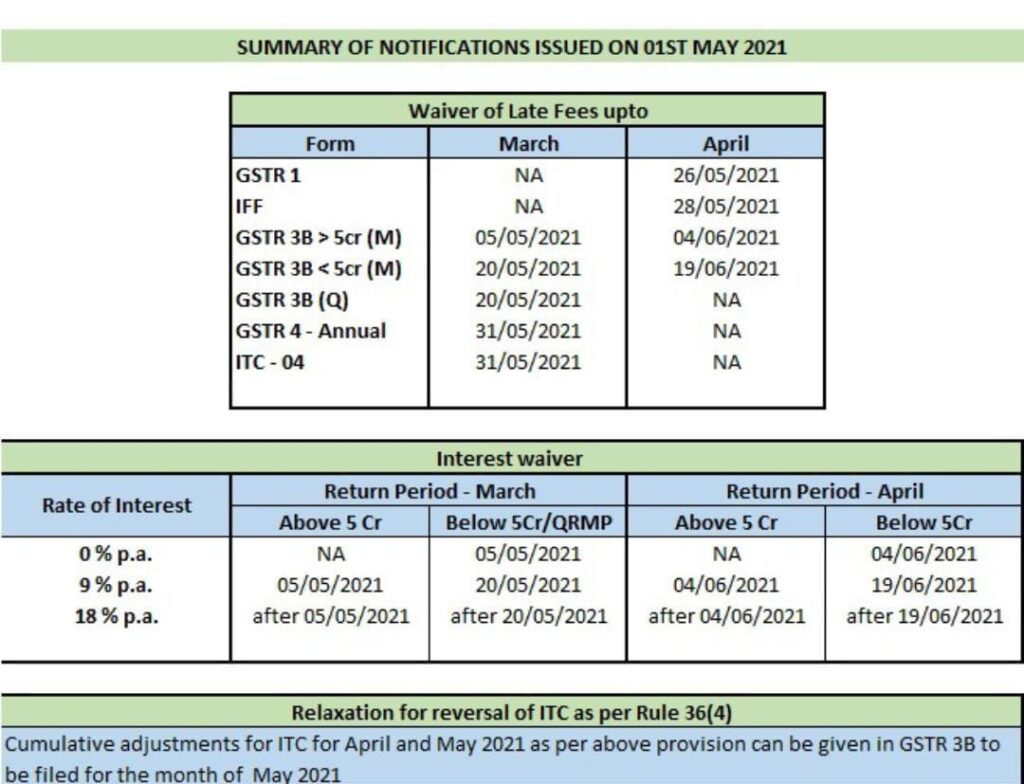 SUMMARY OF NOTIFICATIONS ISSUED ON 01ST MAY 2021
Waiver of Late Fees upto
Form March April
GSTR 1 NA 26/05/2021
IFF NA 28/05/2021
GSTR 3B > 5cr (M) 05/05/2021 04/06/2021
GSTR 3B < 5cr (M) 20/05/2021 19/06/2021
GSTR 3B (Q) 20/05/2021 NA
GSTR 4 - Annual 31/05/2021 NA
ITC - 04 31/05/2021 NA
Interest waiver
Rate of Interest Return Period - March Return Period - April
Above 5 Cr Below 5Cr/QRMP Above 5 Cr Below 5Cr
0 % p.a. NA 05/05/2021 NA 04/06/2021
9 % p.a. 05/05/2021 20/05/2021 04/06/2021 19/06/2021
18 % p.a. after 05/05/2021 after 20/05/2021 after 04/06/2021 after 19/06/2021
Relaxation for reversal of ITC as per Rule 36(4)
Cumulative adjustments for ITC for April and May 2021 as per above provision can be given in GSTR 3B to
be filed for the month of May 2021